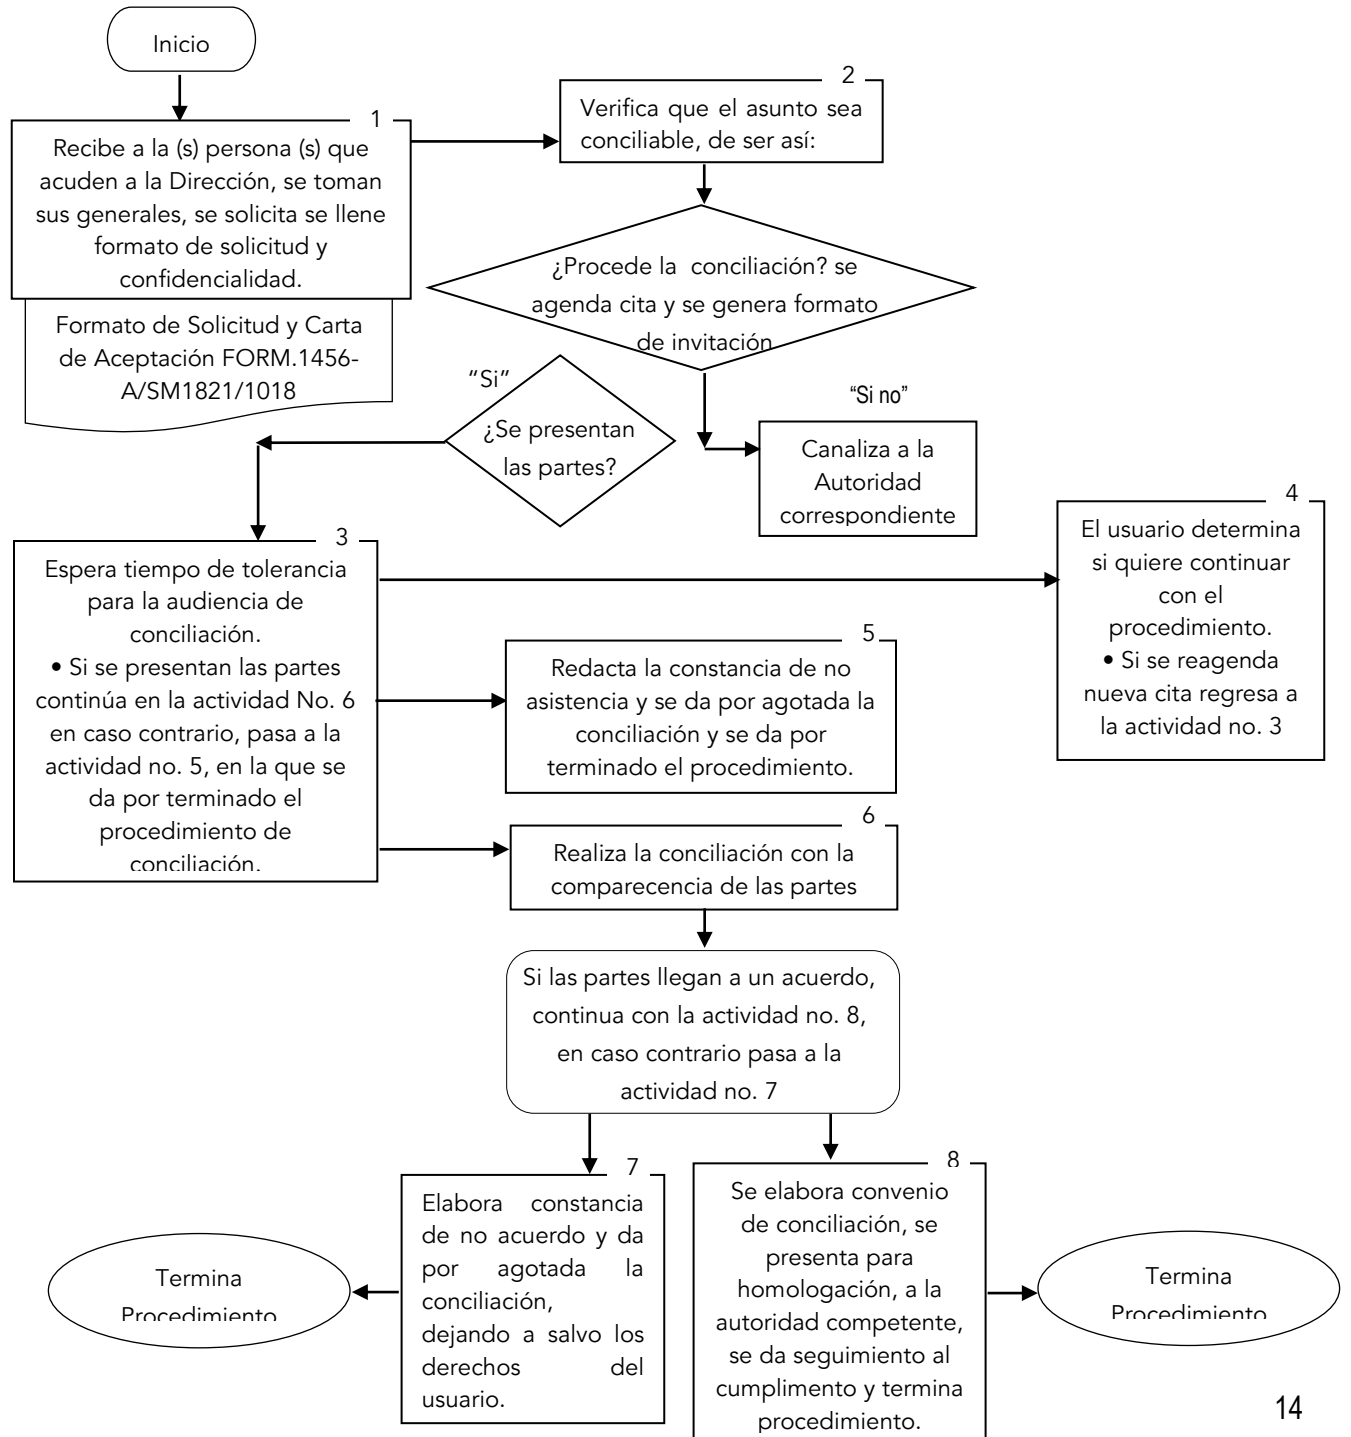 Inicio
1
Recibe a la (s) persona (s) que
acuden a la Dirección, se toman
sus generales, se solicita se llene
formato de solicitud y
confidencialidad.
Formato de Solicitud y Carta
de Aceptación FORM.1456-
A/SM1821/1018
2
Verifica que el asunto sea
conciliable, de ser así:
¿Procede la conciliación? se
agenda cita y se genera formato
de invitación
"Si"
¿Se presentan
las partes?
"Si no"
Canaliza a la
Autoridad
correspondiente
3
Espera tiempo de tolerancia
para la audiencia de
conciliación.
• Si se presentan las partes
continúa en la actividad No. 6
en caso contrario, pasa a la
actividad no. 5, en la que se
da por terminado el
procedimiento de
conciliación.
4
El usuario determina
si quiere continuar
con el
procedimiento.
• Si se reagenda
nueva cita regresa a
la actividad no. 3
5
Redacta la constancia de no
asistencia y se da por agotada la
conciliación y se da por
terminado el procedimiento.
6
Realiza la conciliación con la
comparecencia de las partes
Si las partes llegan a un acuerdo,
continua con la actividad no. 8,
en caso contrario pasa a la
actividad no. 7
7
Elabora constancia
de no acuerdo y da
por agotada la
conciliación,
dejando a salvo los
derechos del
usuario.
Termina
Procedimiento
8
Se elabora convenio
de conciliación, se
presenta para
homologación, a la
autoridad competente,
se da seguimiento al
cumplimento y termina
procedimiento.
Termina
Procedimiento
14